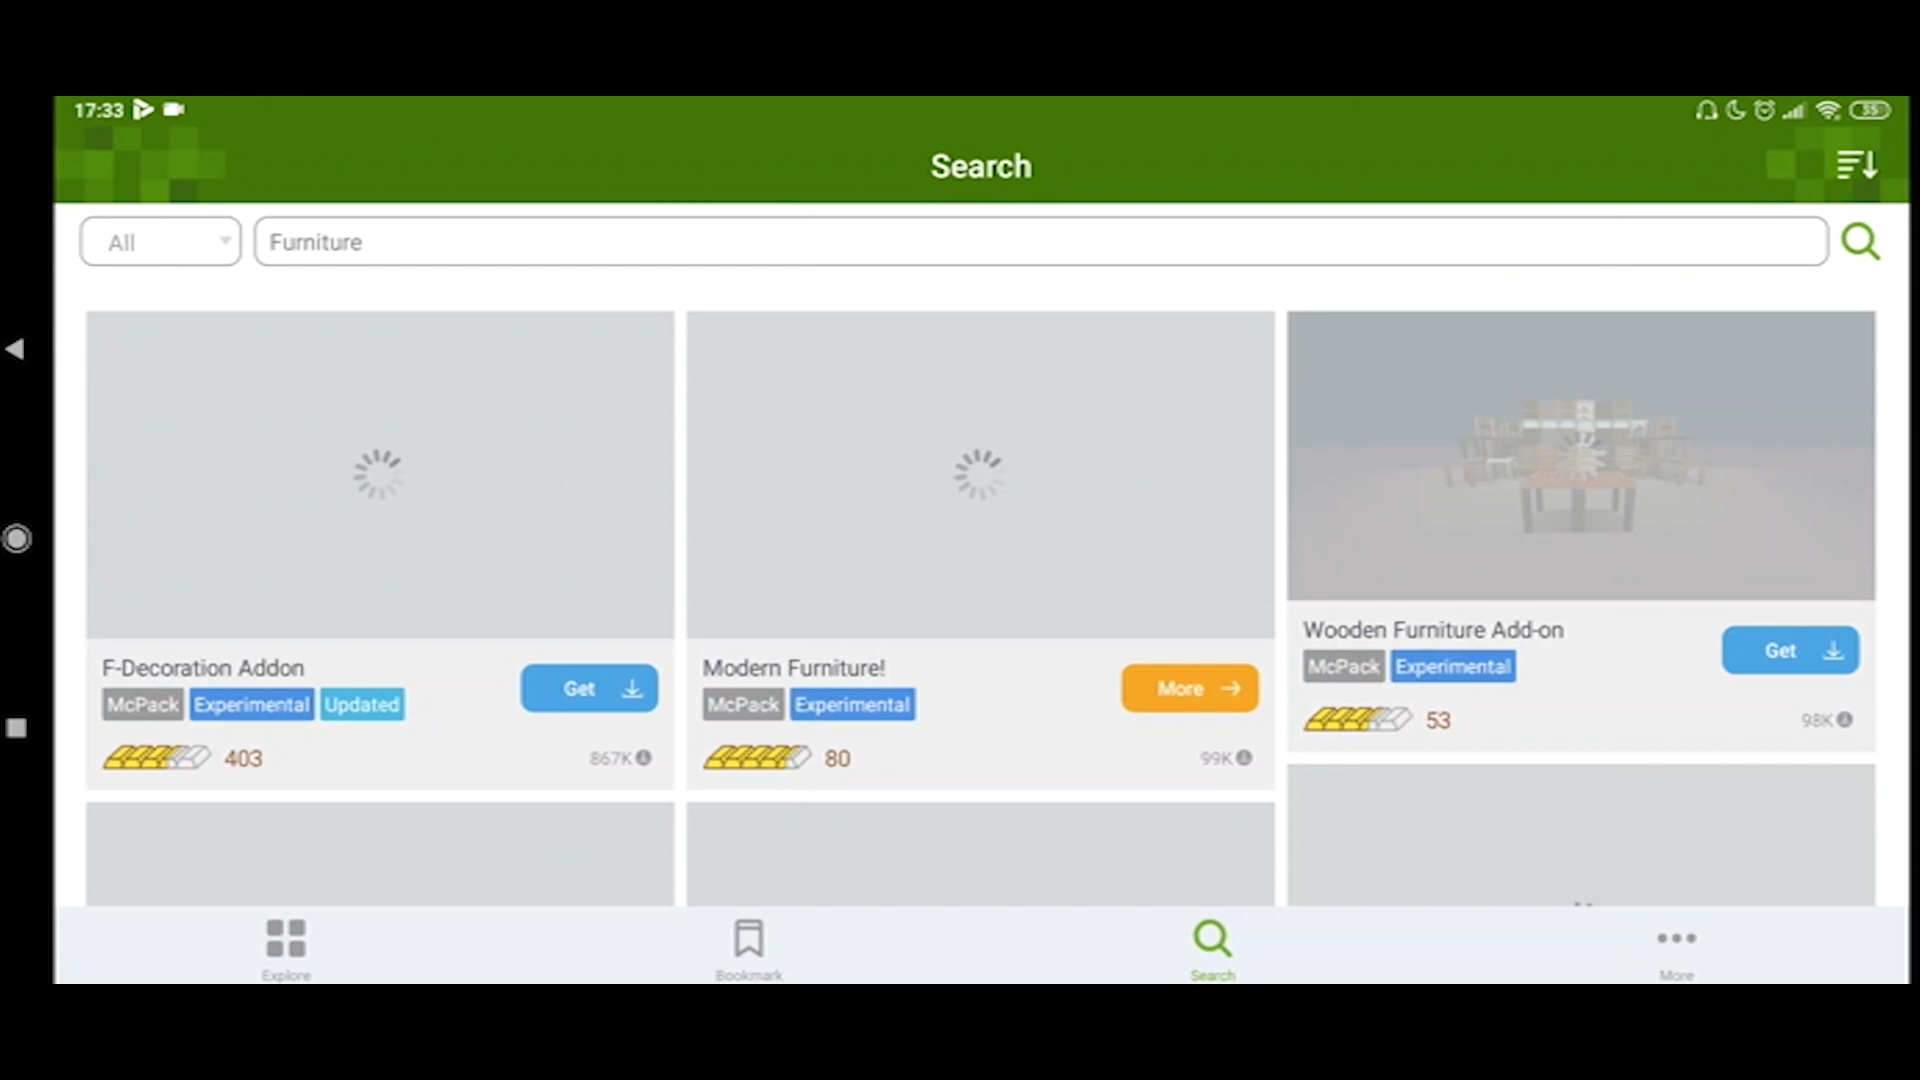 17:33
55
Search
All
Furniture
F-Decoration Addon
McPack Experimental Updated
Get
403
867K
Modern Furniture!
McPack Experimental
More
80
99K
Wooden Furniture Add-on
McPack Experimental
Get
53
98K
Explore
Bookmark
Search
More